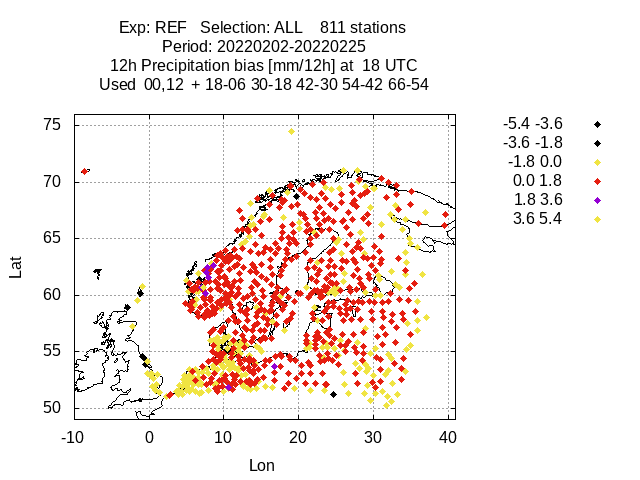 Exp: REF   Selection: ALL    811 stations
Period: 20220202-20220225
12h Precipitation bias [mm/12h] at  18 UTC
Used  00,12  + 18-06 30-18 42-30 54-42 66-54
-5.4 -3.6
-3.6 -1.8
-1.8 0.0
0.0 1.8
1.8 3.6
3.6 5.4
75
70
65
60
55
50
Lat
-10 0 10 20 30 40
Lon